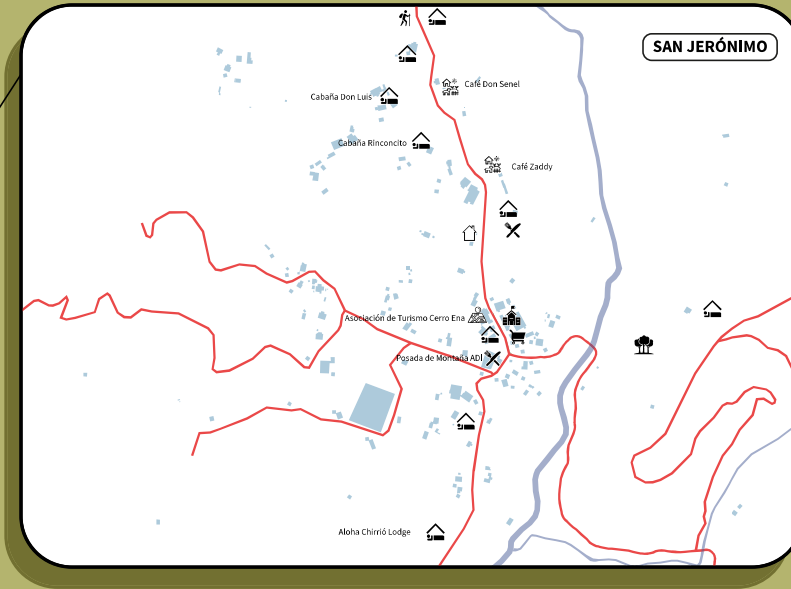 SAN JERÓNIMO
Café Don Senel
Cabaña Don Luis
Cabaña Rinconcito
Café Zaddy
Asociación de Turismo Cerro Ena
Posada de Montaña ADI
Aloha Chirrió Lodge